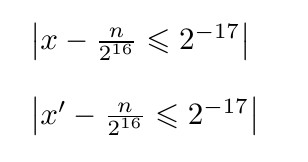 |x − n/2^16 ⩽ 2^−17|
|x′ − n/2^16 ⩽ 2^−17|